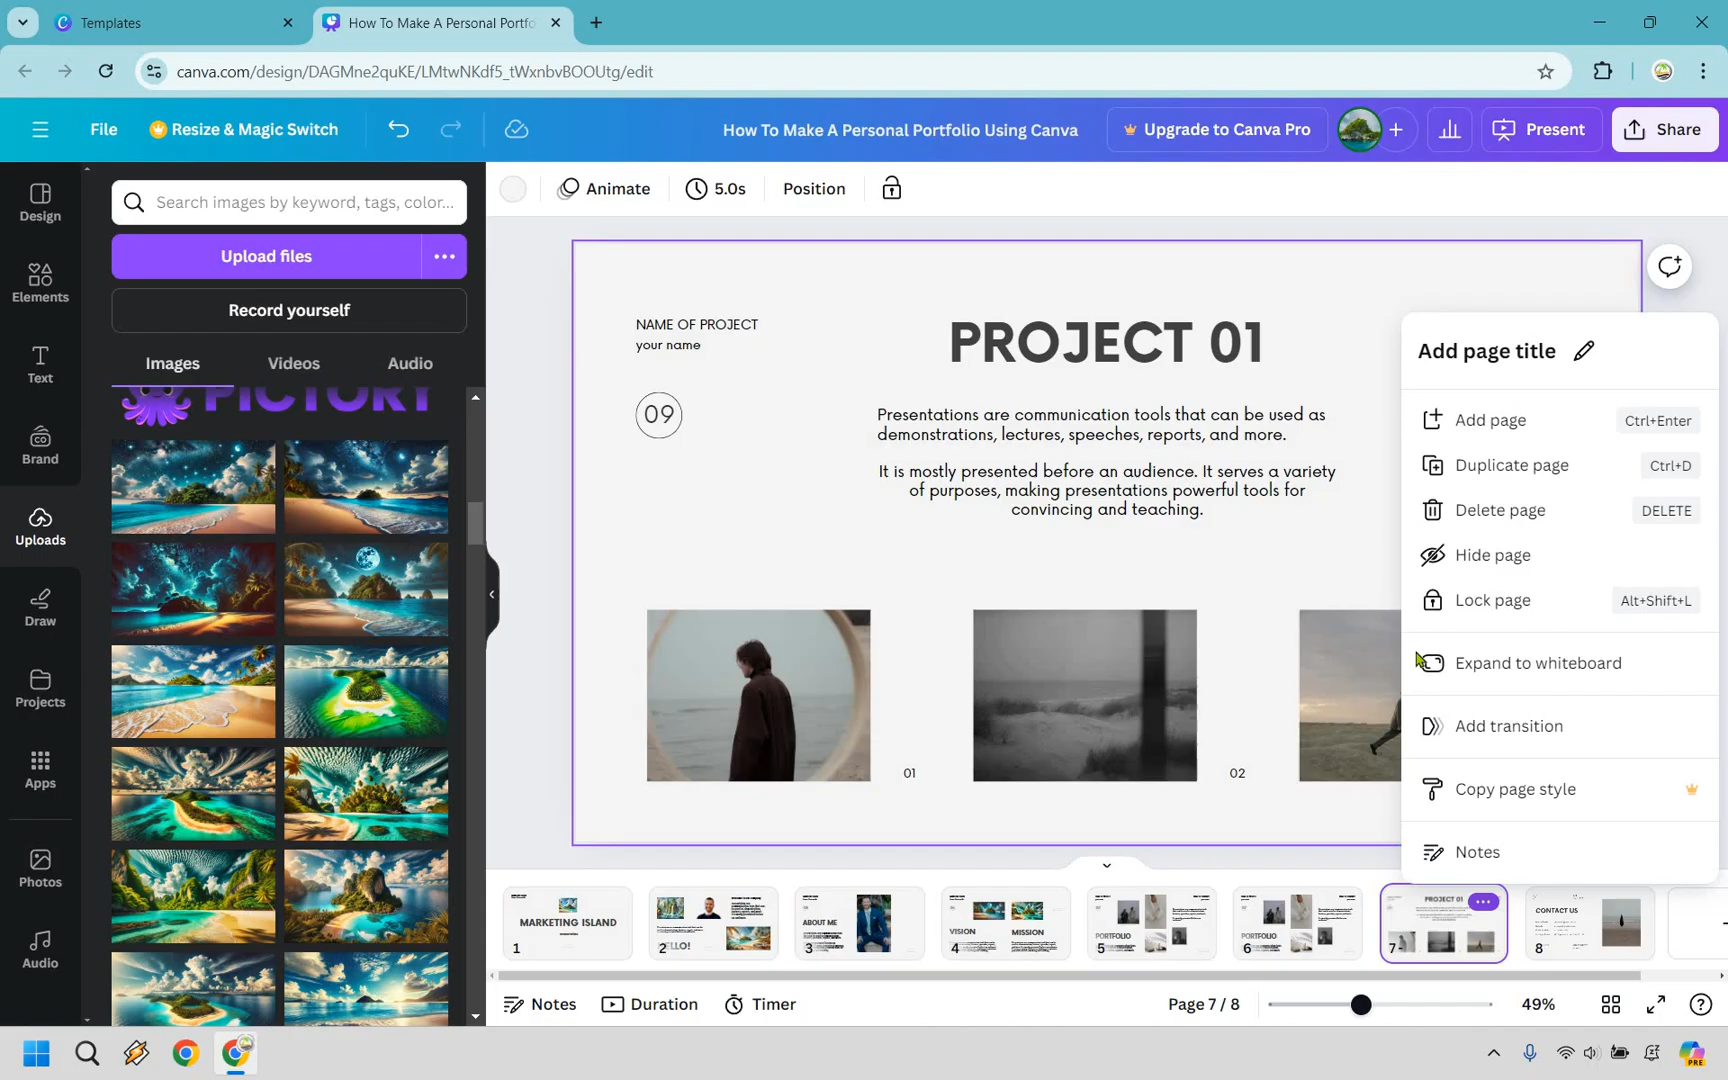 Templates
How To Make A Personal Portfo
canva.com/design/DAGMne2quKE/LMtwNKdf5_tWxnbvBOOUtg/edit
File
Resize & Magic Switch
How To Make A Personal Portfolio Using Canva
Upgrade to Canva Pro
Present
Share
Design
Elements
Text
Brand
Uploads
Draw
Projects
Apps
Photos
Audio
Search images by keyword, tags, color...
Upload files
Record yourself
Images
Videos
Audio
PICTORY
Animate
5.0s
Position
NAME OF PROJECT
your name
09
PROJECT 01
Presentations are communication tools that can be used as
demonstrations, lectures, speeches, reports, and more.
It is mostly presented before an audience. It serves a variety
of purposes, making presentations powerful tools for
convincing and teaching.
01
02
Add page title
Add page Ctrl+Enter
Duplicate page Ctrl+D
Delete page DELETE
Hide page
Lock page Alt+Shift+L
Expand to whiteboard
Add transition
Copy page style
Notes
MARKETING ISLAND
1
HELLO!
2
ABOUT ME
3
VISION
MISSION
4
PORTFOLIO
5
PORTFOLIO
6
PROJECT 01
7
CONTACT US
8
Notes
Duration
Timer
Page 7 / 8
49%
PRE